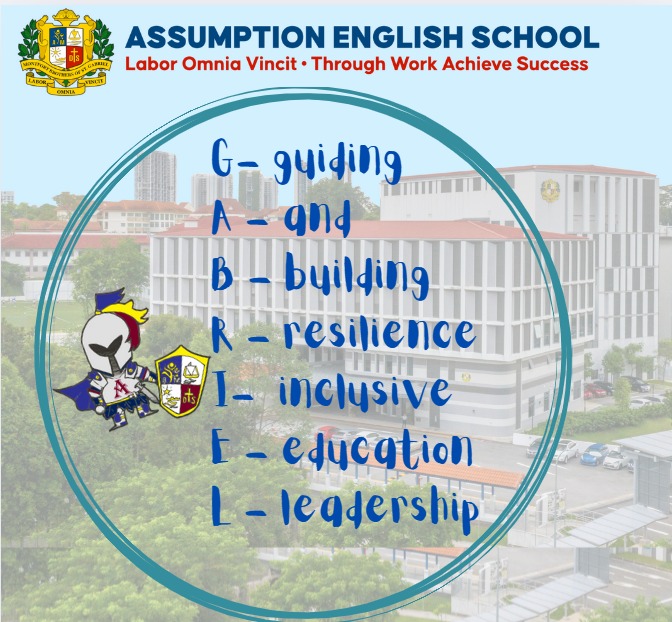 ASSUMPTION ENGLISH SCHOOL
Labor Omnia Vincit • Through Work Achieve Success
MONTFORT BROTHERS OF ST. GABRIEL
LABOR OMNIA VINCIT
G – guiding
A – and
B – building
R – resilience
I – inclusive
E – education
L – leadership
A
D S